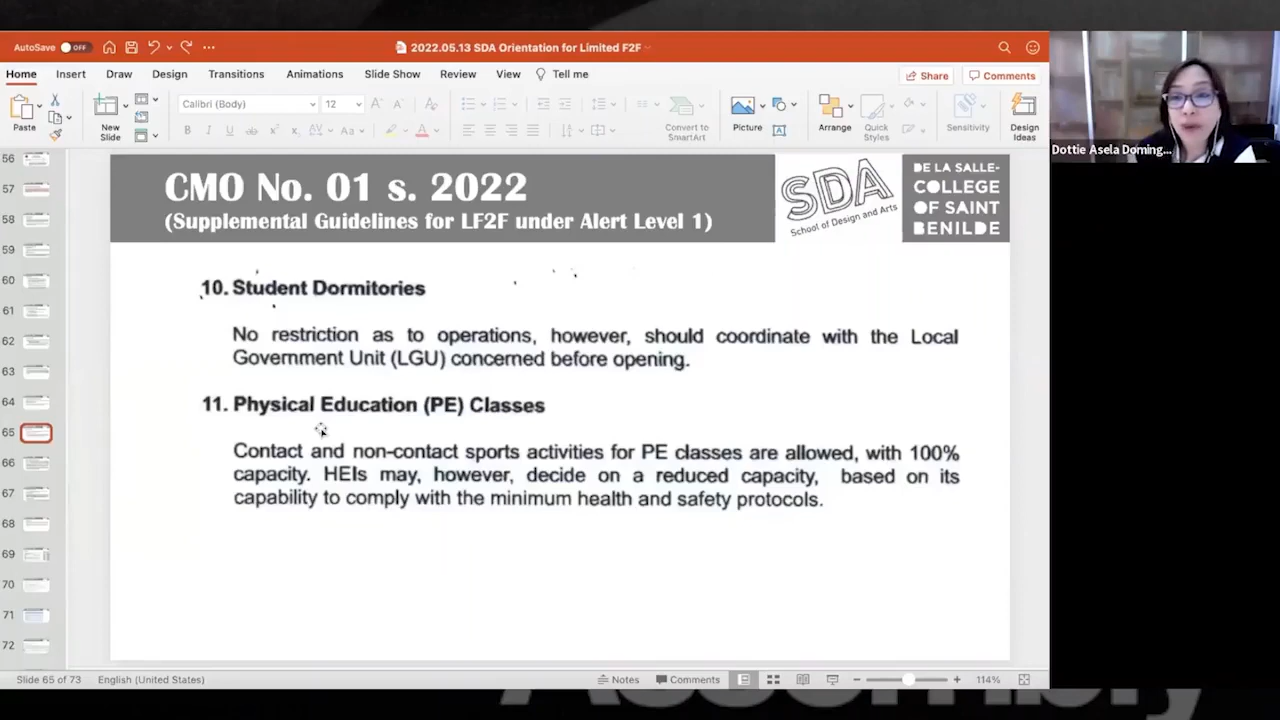 AutoSave OFF
2022.05.13 SDA Orientation for Limited F2F
Home Insert Draw Design Transitions Animations Slide Show Review View Tell me
Share Comments
Calibri (Body) 12
Paste
New Slide
B I U ab x x AV Aa A
Convert to SmartArt
Picture
Arrange
Quick Styles
Sensitivity
Design Ideas
Dottie Asela Doming...
56
57
58
59
60
61
62
63
64
65
66
67
68
69
70
71
72
CMO No. 01 s. 2022
(Supplemental Guidelines for LF2F under Alert Level 1)
SDA
School of Design and Arts
DE LA SALLE-
COLLEGE
OF SAINT
BENILDE
10. Student Dormitories
No restriction as to operations, however, should coordinate with the Local
Government Unit (LGU) concerned before opening.
11. Physical Education (PE) Classes
Contact and non-contact sports activities for PE classes are allowed, with 100%
capacity. HEIs may, however, decide on a reduced capacity, based on its
capability to comply with the minimum health and safety protocols.
Slide 65 of 73 English (United States) Notes Comments 114%
Assembly